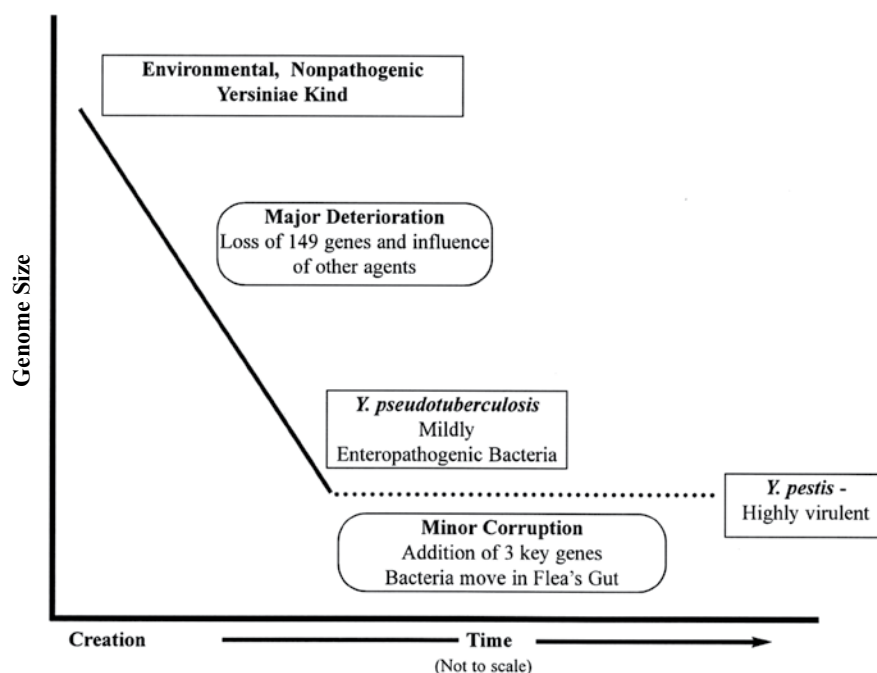 Environmental, Nonpathogenic
Yersiniae Kind
Major Deterioration
Loss of 149 genes and influence
of other agents
Genome Size
Y. pseudotuberculosis
Mildly
Enteropathogenic Bacteria
Y. pestis -
Highly virulent
Minor Corruption
Addition of 3 key genes
Bacteria move in Flea's Gut
Creation
Time
(Not to scale)